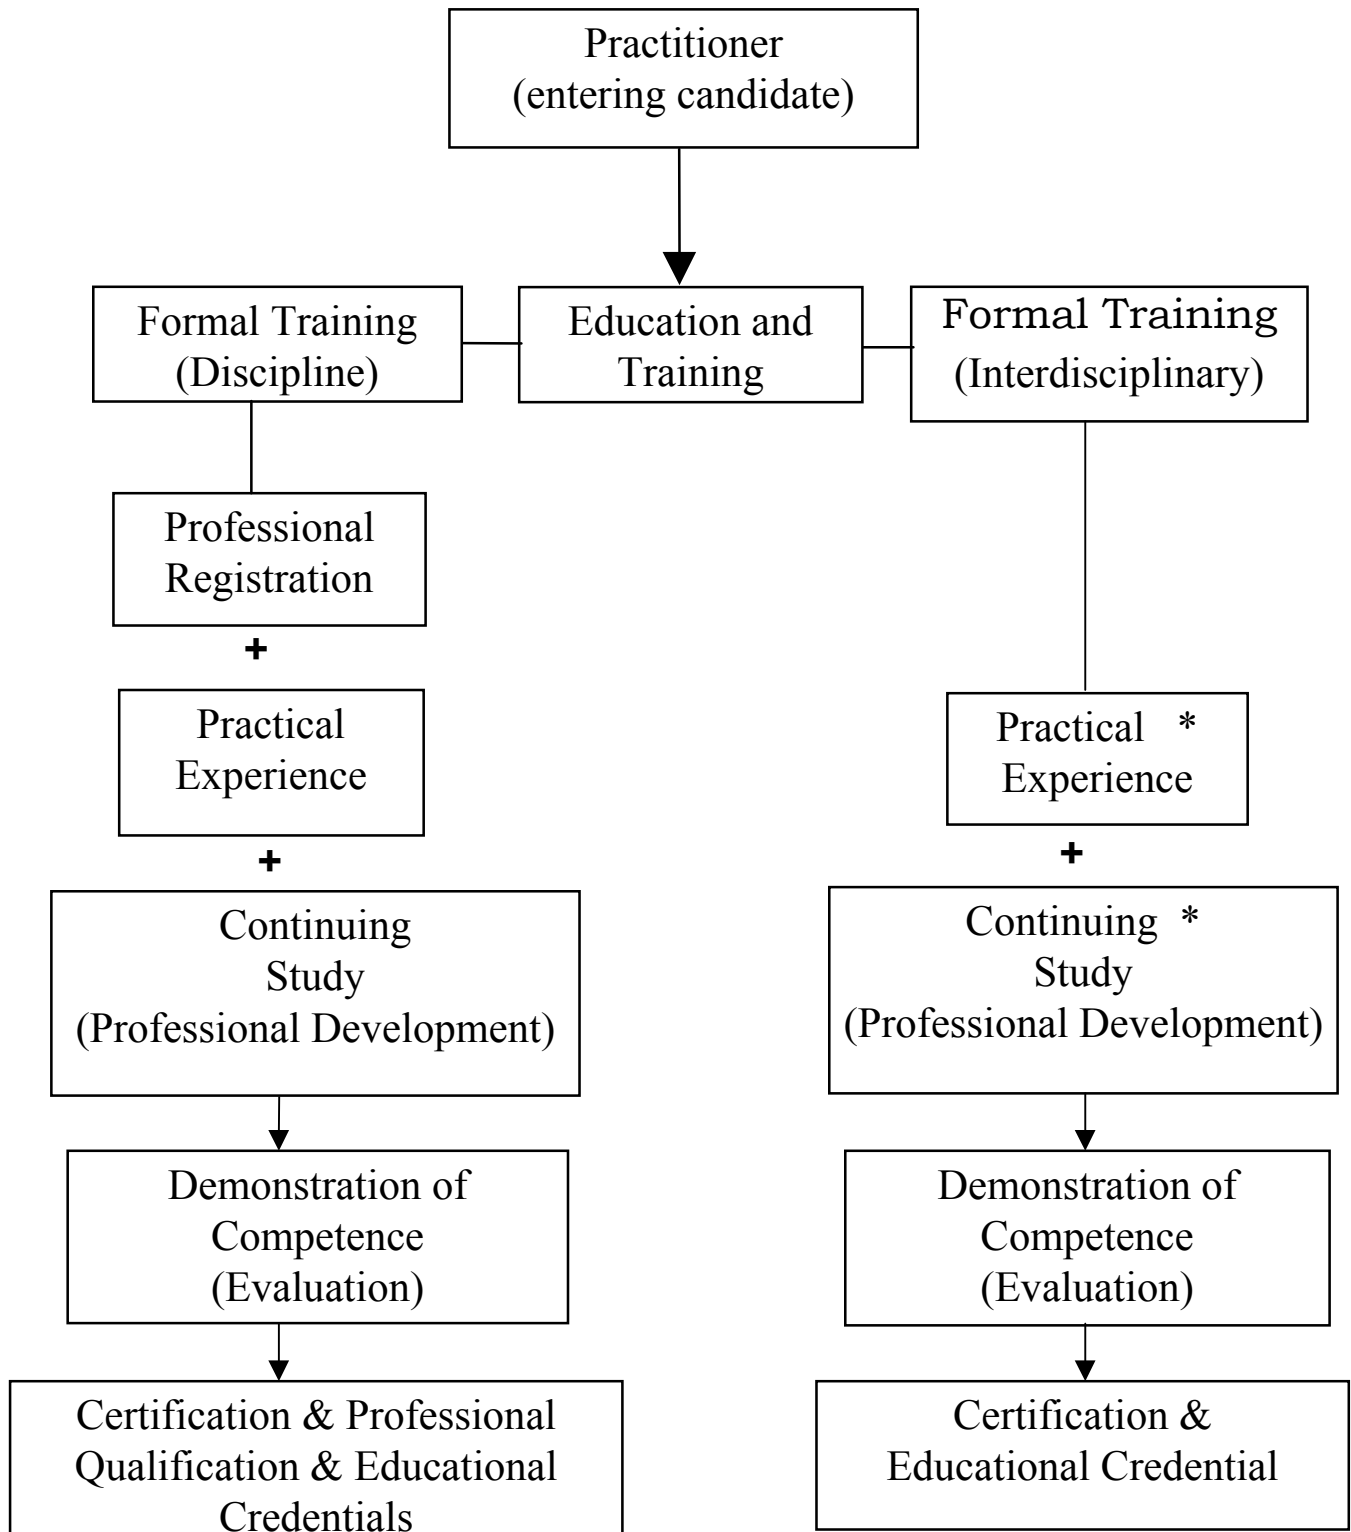 Practitioner
(entering candidate)
Formal Training
(Discipline)
Education and
Training
Formal Training
(Interdisciplinary)
Professional
Registration
+
Practical
Experience
+
Continuing
Study
(Professional Development)
Demonstration of
Competence
(Evaluation)
Certification & Professional
Qualification & Educational
Credentials
Practical *
Experience
+
Continuing *
Study
(Professional Development)
Demonstration of
Competence
(Evaluation)
Certification &
Educational Credential